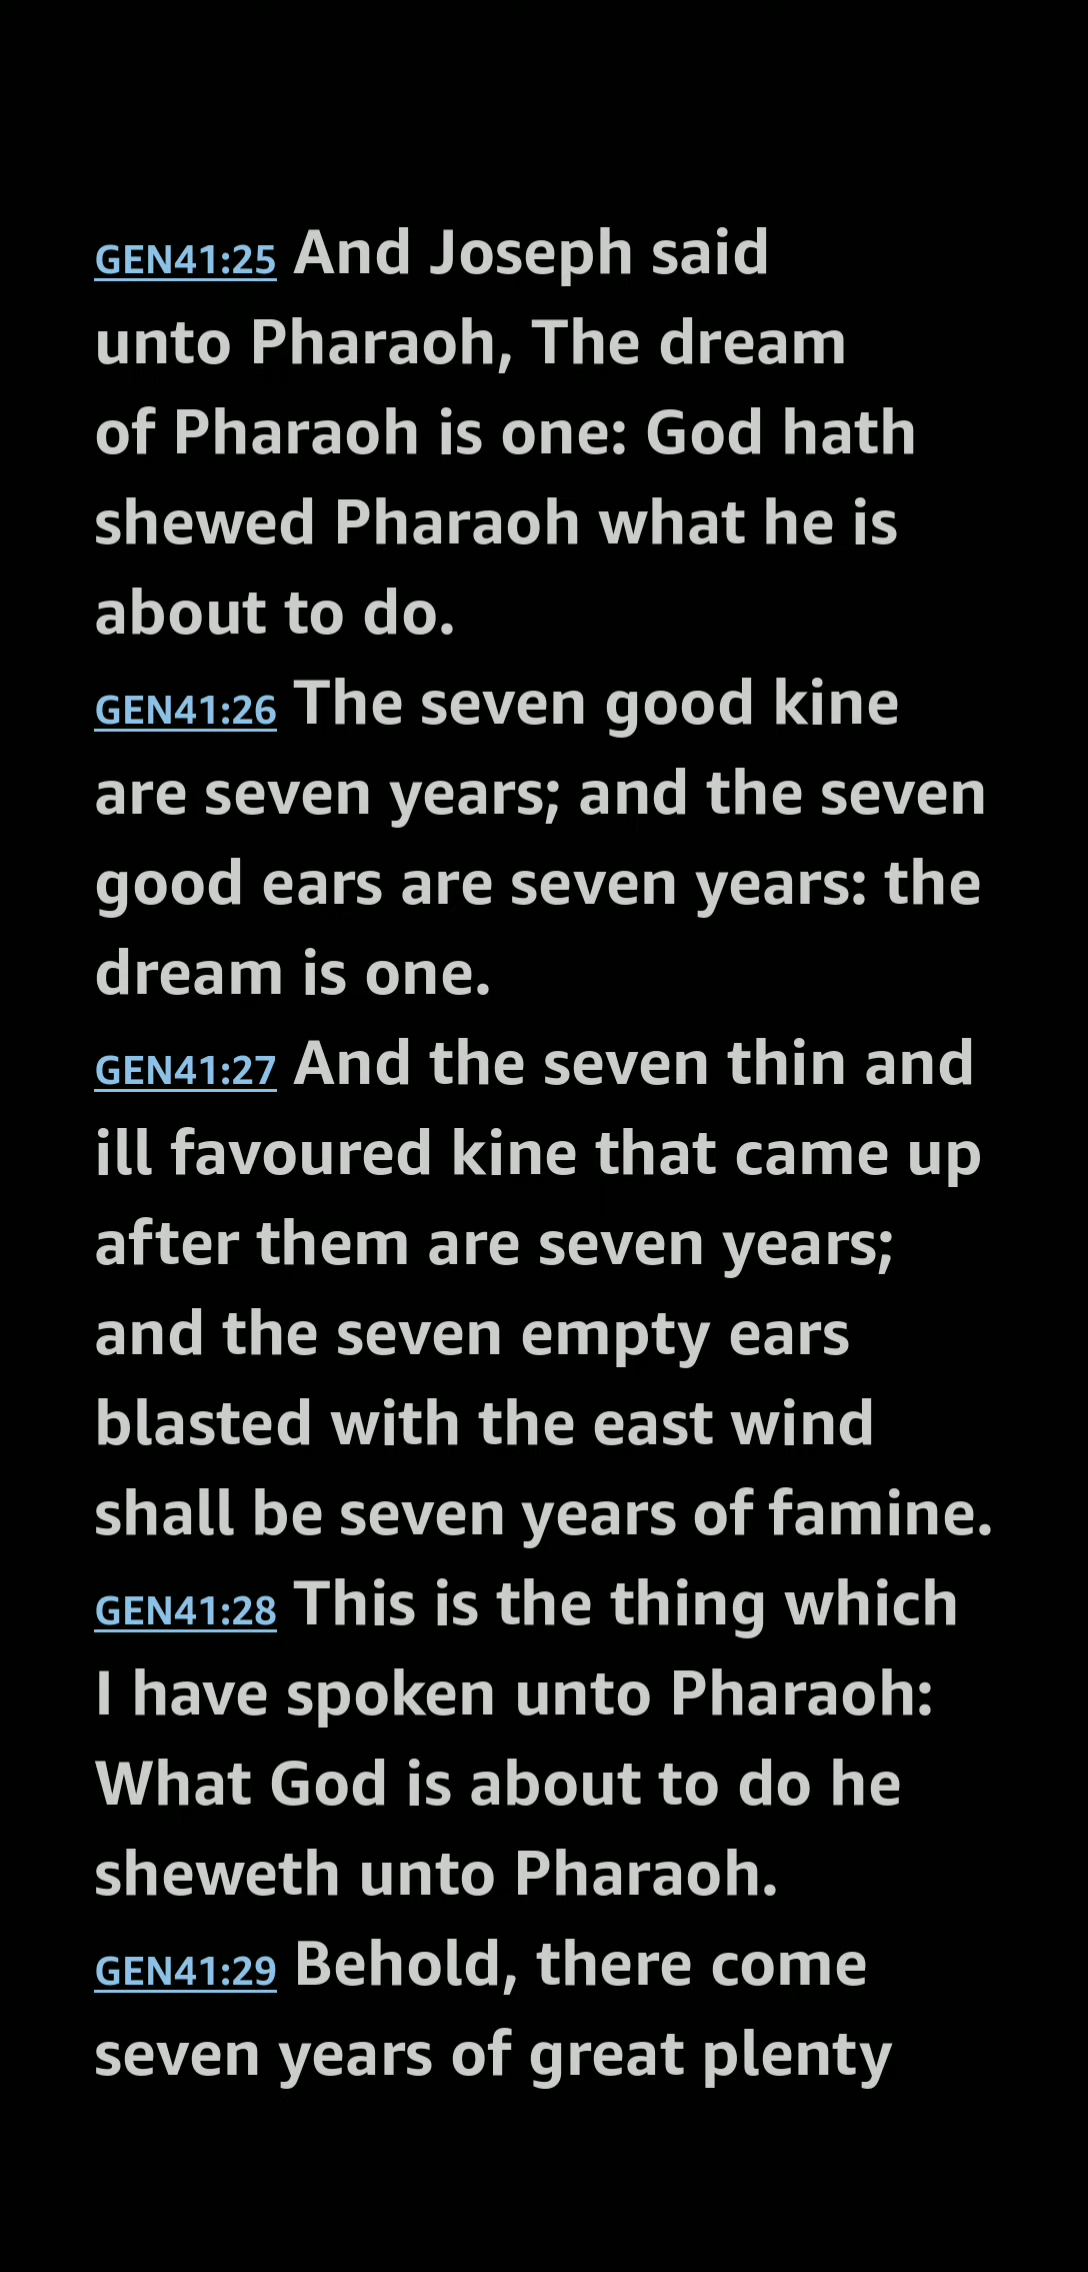 GEN41:25 And Joseph said
unto Pharaoh, The dream
of Pharaoh is one: God hath
shewed Pharaoh what he is
about to do.
GEN41:26 The seven good kine
are seven years; and the seven
good ears are seven years: the
dream is one.
GEN41:27 And the seven thin and
ill favoured kine that came up
after them are seven years;
and the seven empty ears
blasted with the east wind
shall be seven years of famine.
GEN41:28 This is the thing which
I have spoken unto Pharaoh:
What God is about to do he
sheweth unto Pharaoh.
GEN41:29 Behold, there come
seven years of great plenty